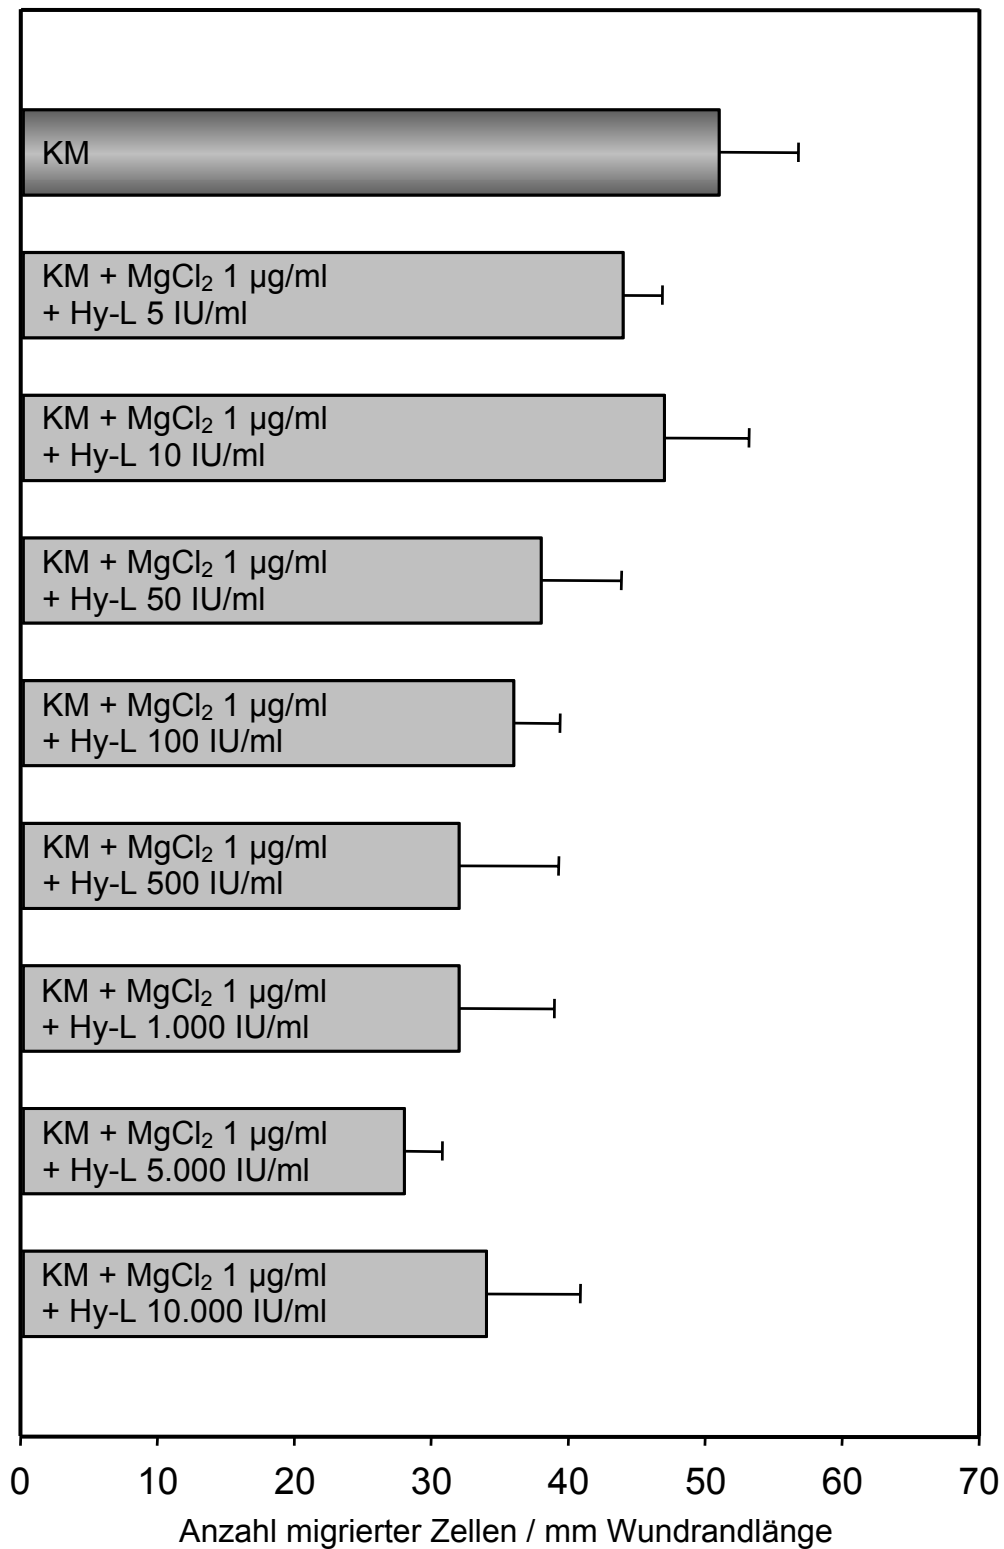 KM
KM + MgCl₂ 1 µg/ml
+ Hy-L 5 IU/ml
KM + MgCl₂ 1 µg/ml
+ Hy-L 10 IU/ml
KM + MgCl₂ 1 µg/ml
+ Hy-L 50 IU/ml
KM + MgCl₂ 1 µg/ml
+ Hy-L 100 IU/ml
KM + MgCl₂ 1 µg/ml
+ Hy-L 500 IU/ml
KM + MgCl₂ 1 µg/ml
+ Hy-L 1.000 IU/ml
KM + MgCl₂ 1 µg/ml
+ Hy-L 5.000 IU/ml
KM + MgCl₂ 1 µg/ml
+ Hy-L 10.000 IU/ml
0 10 20 30 40 50 60 70
Anzahl migrierter Zellen / mm Wundrandlänge